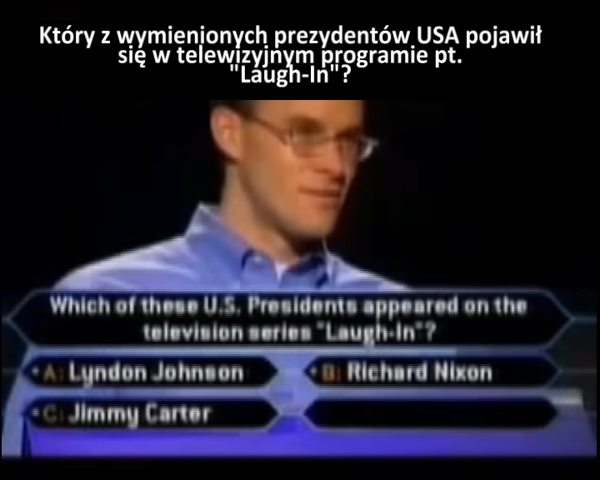 Który z wymienionych prezydentów USA pojawił
się w telewizyjnym programie pt.
"Laugh-In"?
Which of these U.S. Presidents appeared on the
television series "Laugh-In"?
A: Lyndon Johnson
B: Richard Nixon
C: Jimmy Carter